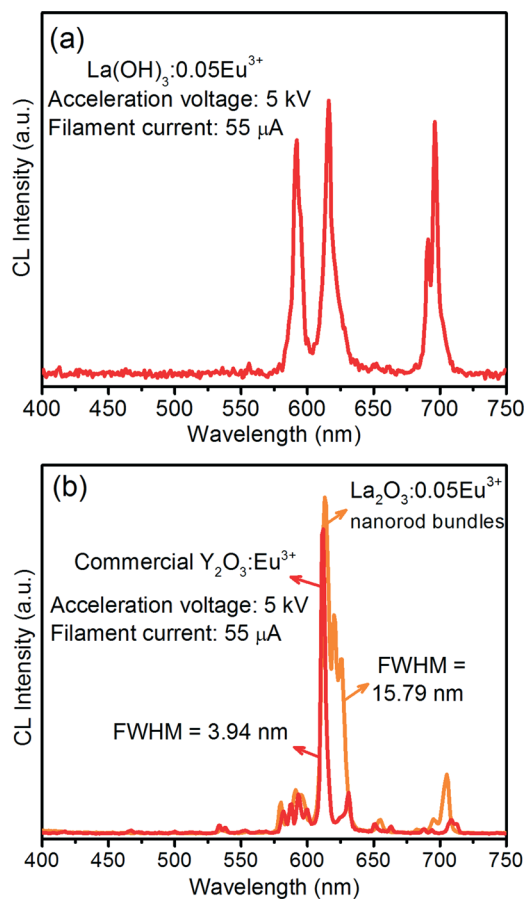 (a)
La(OH)₃:0.05Eu³⁺
Acceleration voltage: 5 kV
Filament current: 55 μA
CL Intensity (a.u.)
400 450 500 550 600 650 700 750
Wavelength (nm)
(b)
La₂O₃:0.05Eu³⁺
nanorod bundles
Commercial Y₂O₃:Eu³⁺
Acceleration voltage: 5 kV
Filament current: 55 μA
FWHM =
15.79 nm
FWHM = 3.94 nm
CL Intensity (a.u.)
400 450 500 550 600 650 700 750
Wavelength (nm)